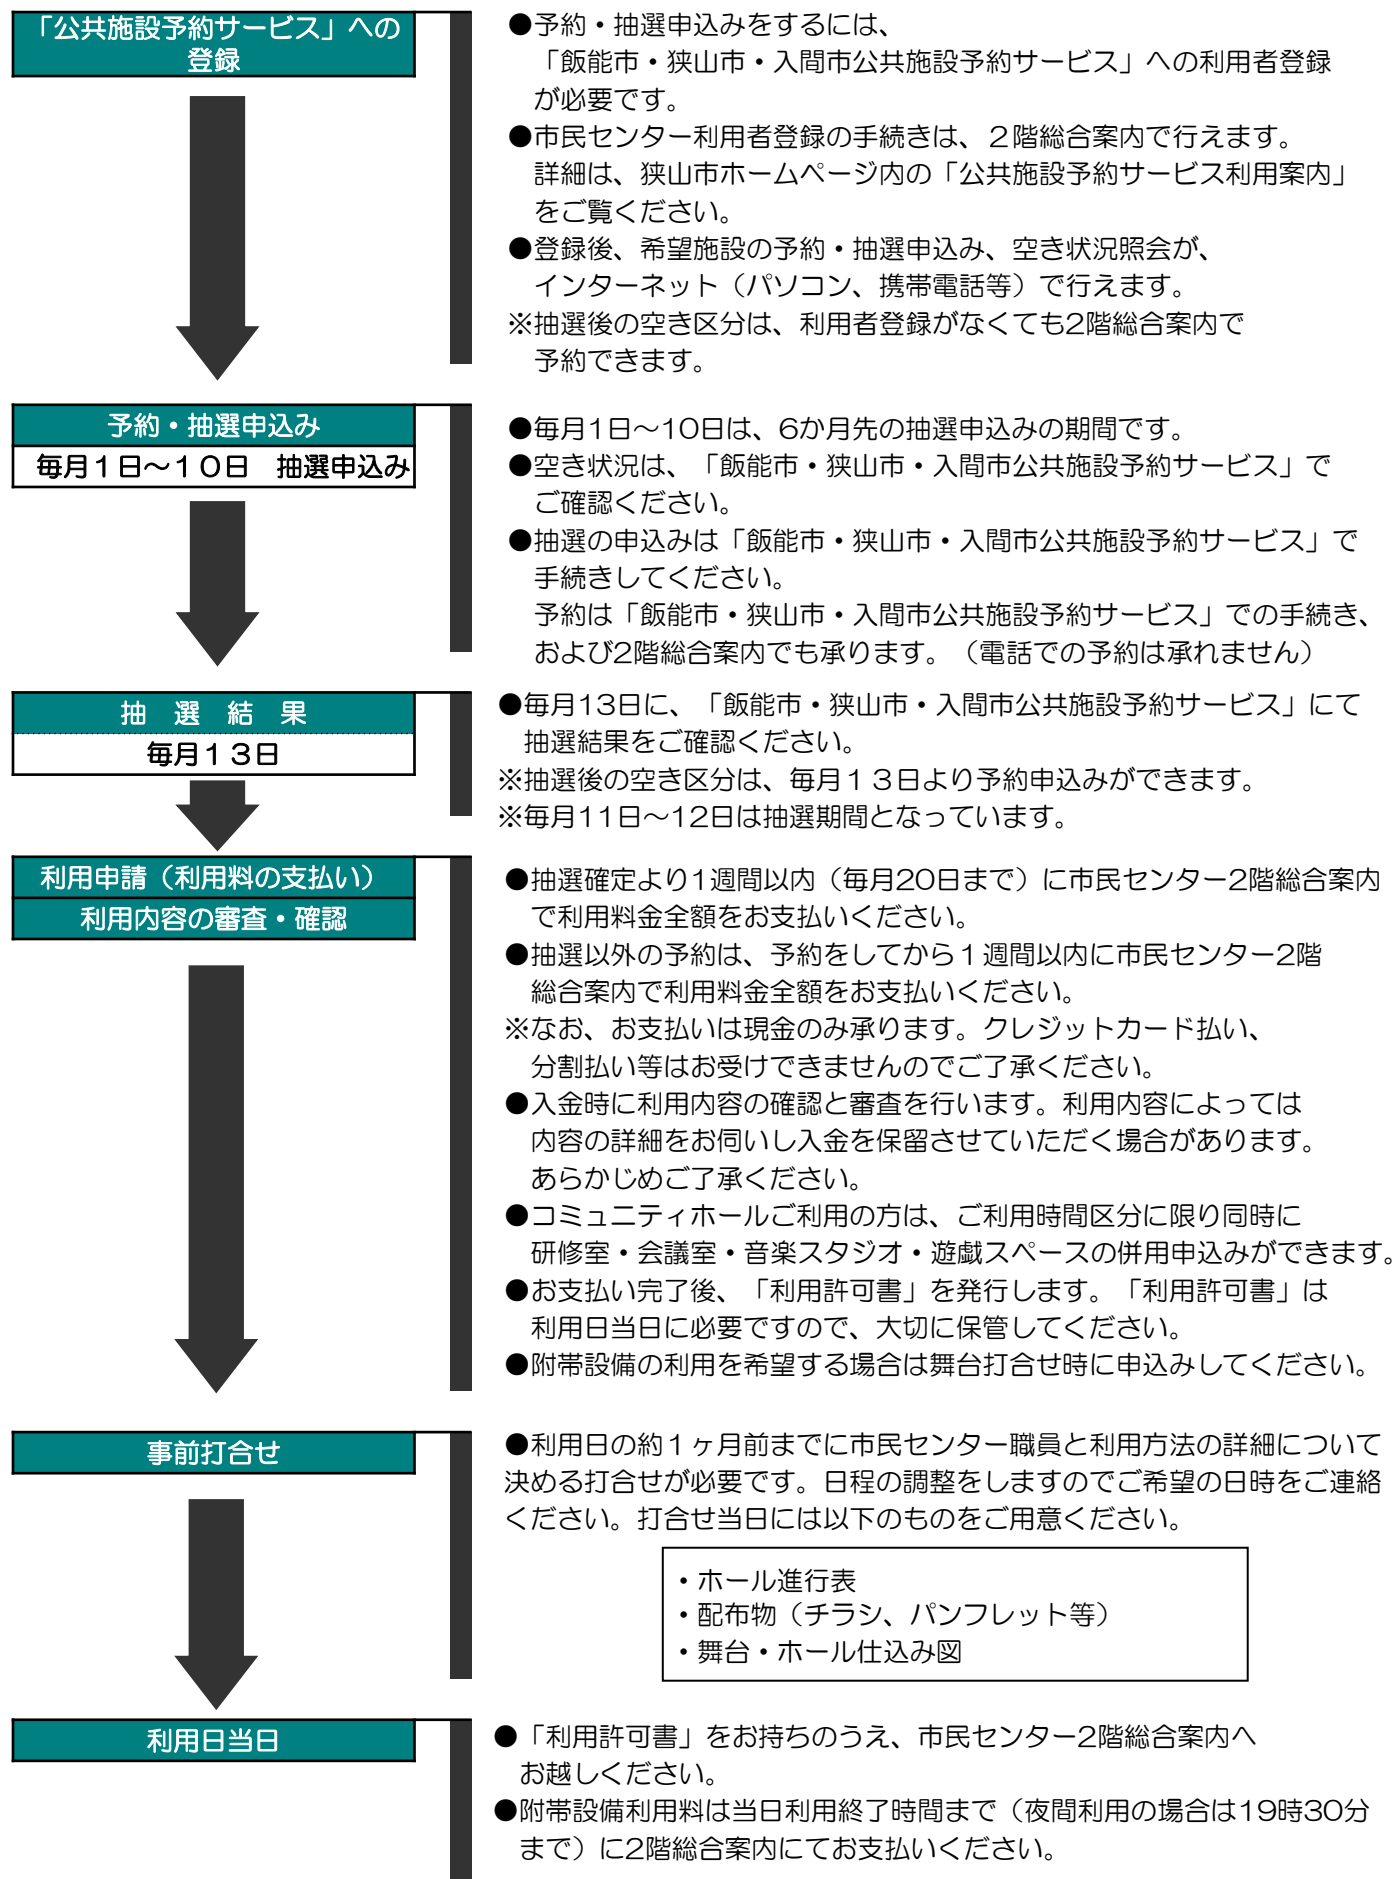 「公共施設予約サービス」への
登録
●予約・抽選申込みをするには、
「飯能市・狭山市・入間市公共施設予約サービス」への利用者登録
が必要です。
●市民センター利用者登録の手続きは、２階総合案内で行えます。
詳細は、狭山市ホームページ内の「公共施設予約サービス利用案内」
をご覧ください。
●登録後、希望施設の予約・抽選申込み、空き状況照会が、
インターネット（パソコン、携帯電話等）で行えます。
※抽選後の空き区分は、利用者登録がなくても2階総合案内で
予約できます。
予約・抽選申込み
毎月１日～１０日　抽選申込み
●毎月1日～10日は、6か月先の抽選申込みの期間です。
●空き状況は、「飯能市・狭山市・入間市公共施設予約サービス」で
ご確認ください。
●抽選の申込みは「飯能市・狭山市・入間市公共施設予約サービス」で
手続きしてください。
予約は「飯能市・狭山市・入間市公共施設予約サービス」での手続き、
および2階総合案内でも承ります。（電話での予約は承れません）
抽　選　結　果
毎月１３日
●毎月13日に、「飯能市・狭山市・入間市公共施設予約サービス」にて
抽選結果をご確認ください。
※抽選後の空き区分は、毎月１３日より予約申込みができます。
※毎月11日～12日は抽選期間となっています。
利用申請（利用料の支払い）
利用内容の審査・確認
●抽選確定より1週間以内（毎月20日まで）に市民センター2階総合案内
で利用料金全額をお支払いください。
●抽選以外の予約は、予約をしてから１週間以内に市民センター2階
総合案内で利用料金全額をお支払いください。
※なお、お支払いは現金のみ承ります。クレジットカード払い、
分割払い等はお受けできませんのでご了承ください。
●入金時に利用内容の確認と審査を行います。利用内容によっては
内容の詳細をお伺いし入金を保留させていただく場合があります。
あらかじめご了承ください。
●コミュニティホールご利用の方は、ご利用時間区分に限り同時に
研修室・会議室・音楽スタジオ・遊戯スペースの併用申込みができます。
●お支払い完了後、「利用許可書」を発行します。「利用許可書」は
利用日当日に必要ですので、大切に保管してください。
●附帯設備の利用を希望する場合は舞台打合せ時に申込みしてください。
事前打合せ
●利用日の約１ヶ月前までに市民センター職員と利用方法の詳細について
決める打合せが必要です。日程の調整をしますのでご希望の日時をご連絡
ください。打合せ当日には以下のものをご用意ください。
・ホール進行表
・配布物（チラシ、パンフレット等）
・舞台・ホール仕込み図
利用日当日
●「利用許可書」をお持ちのうえ、市民センター2階総合案内へ
お越しください。
●附帯設備利用料は当日利用終了時間まで（夜間利用の場合は19時30分
まで）に2階総合案内にてお支払いください。